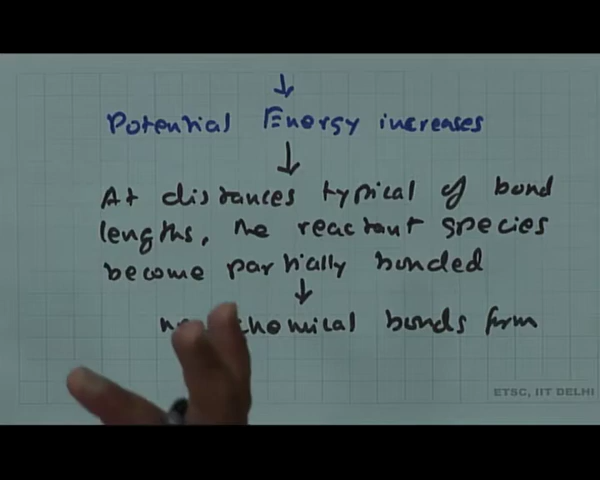 Potential Energy increases
At distances typical of bond
lengths, the reactant species
become partially bonded
chemical bonds form
ETSC, IIT DELHI